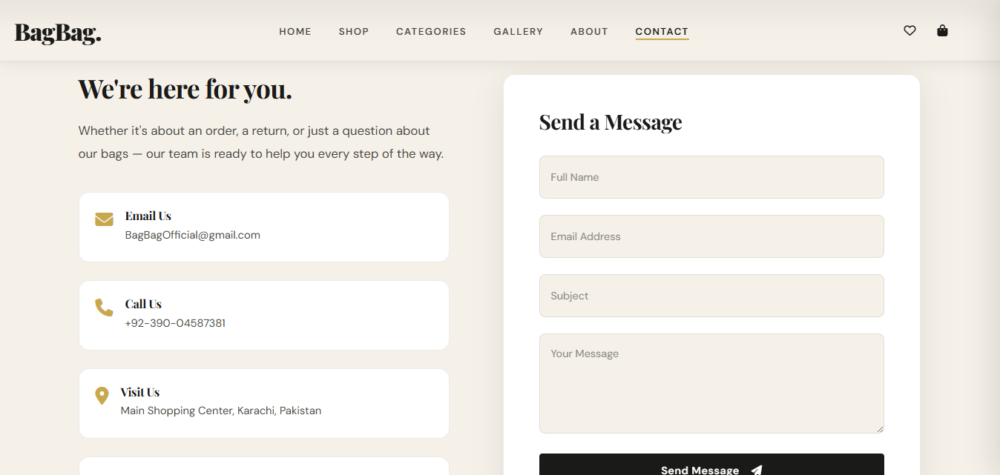 BagBag.
HOME SHOP CATEGORIES GALLERY ABOUT CONTACT
We're here for you.
Whether it's about an order, a return, or just a question about
our bags — our team is ready to help you every step of the way.
Email Us
BagBagOfficial@gmail.com
Call Us
+92-390-04587381
Visit Us
Main Shopping Center, Karachi, Pakistan
Send a Message
Full Name
Email Address
Subject
Your Message
Send Message